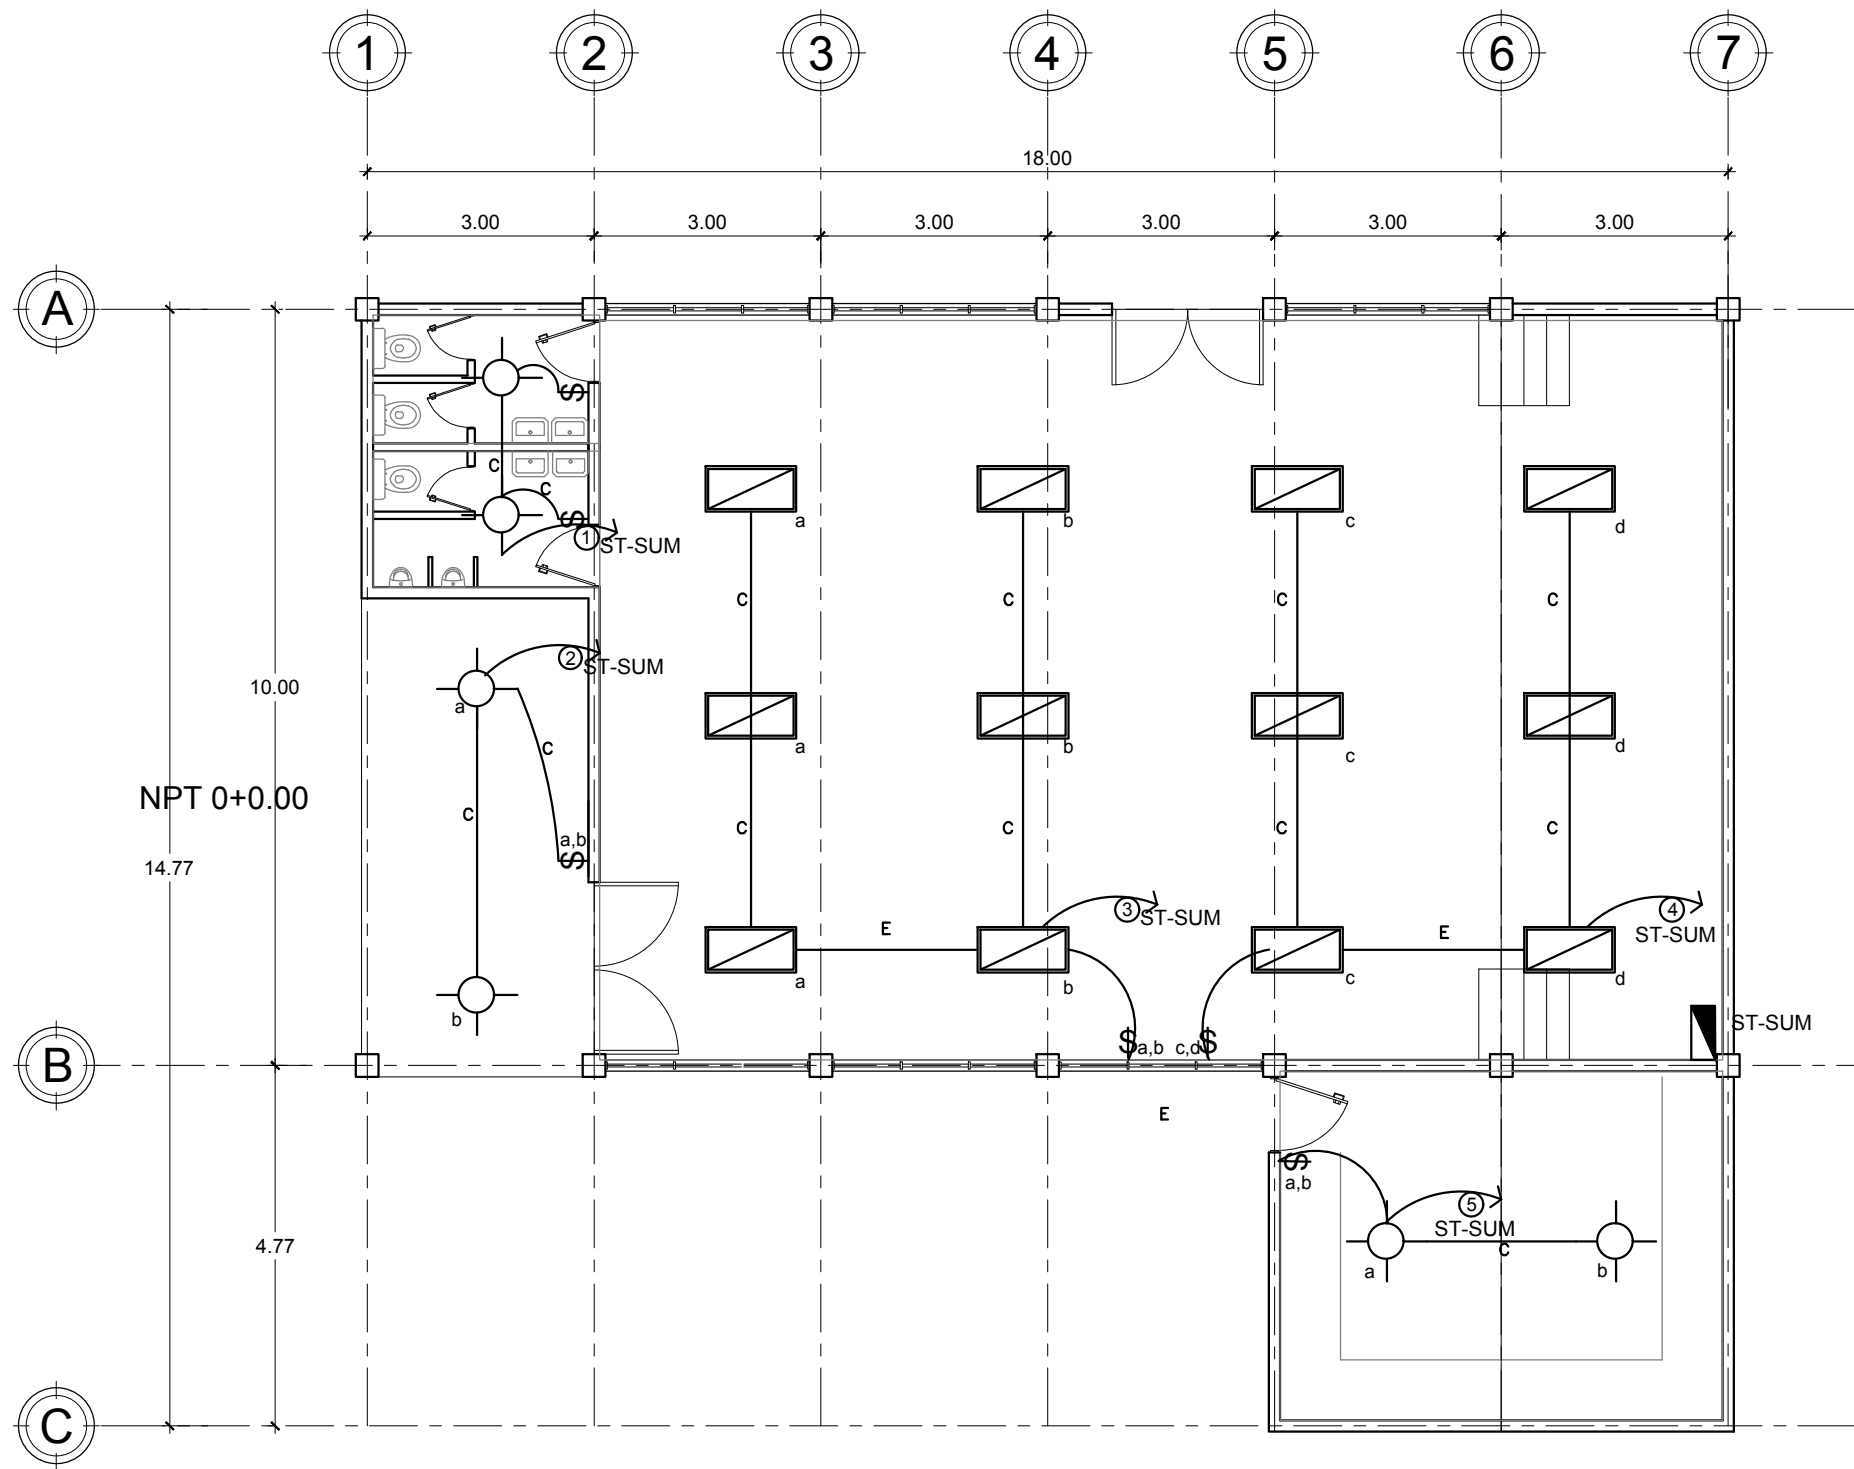 1 2 3 4 5 6 7
18.00
3.00 3.00 3.00 3.00 3.00 3.00
A
$
C
C
$
1
ST-SUM
a b c d
C C C C
2
ST-SUM
10.00
a
C
a b c d
NPT 0+0.00
C
C C C C
a,b
$
14.77
3
ST-SUM
4
ST-SUM
E E
a b c d
b
$ a,b c,d $
ST-SUM
B
E
$
a,b
5
ST-SUM
C
a b
4.77
C